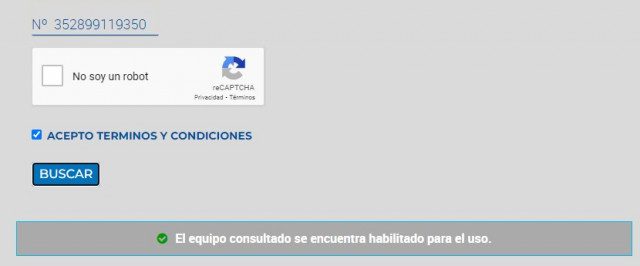 Nº 352899119350
No soy un robot
reCAPTCHA
Privacidad - Términos
ACEPTO TERMINOS Y CONDICIONES
BUSCAR
El equipo consultado se encuentra habilitado para el uso.